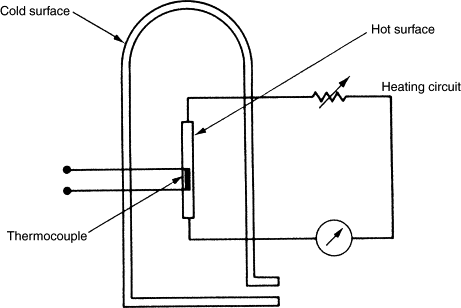 Cold surface
Hot surface
Heating circuit
Thermocouple